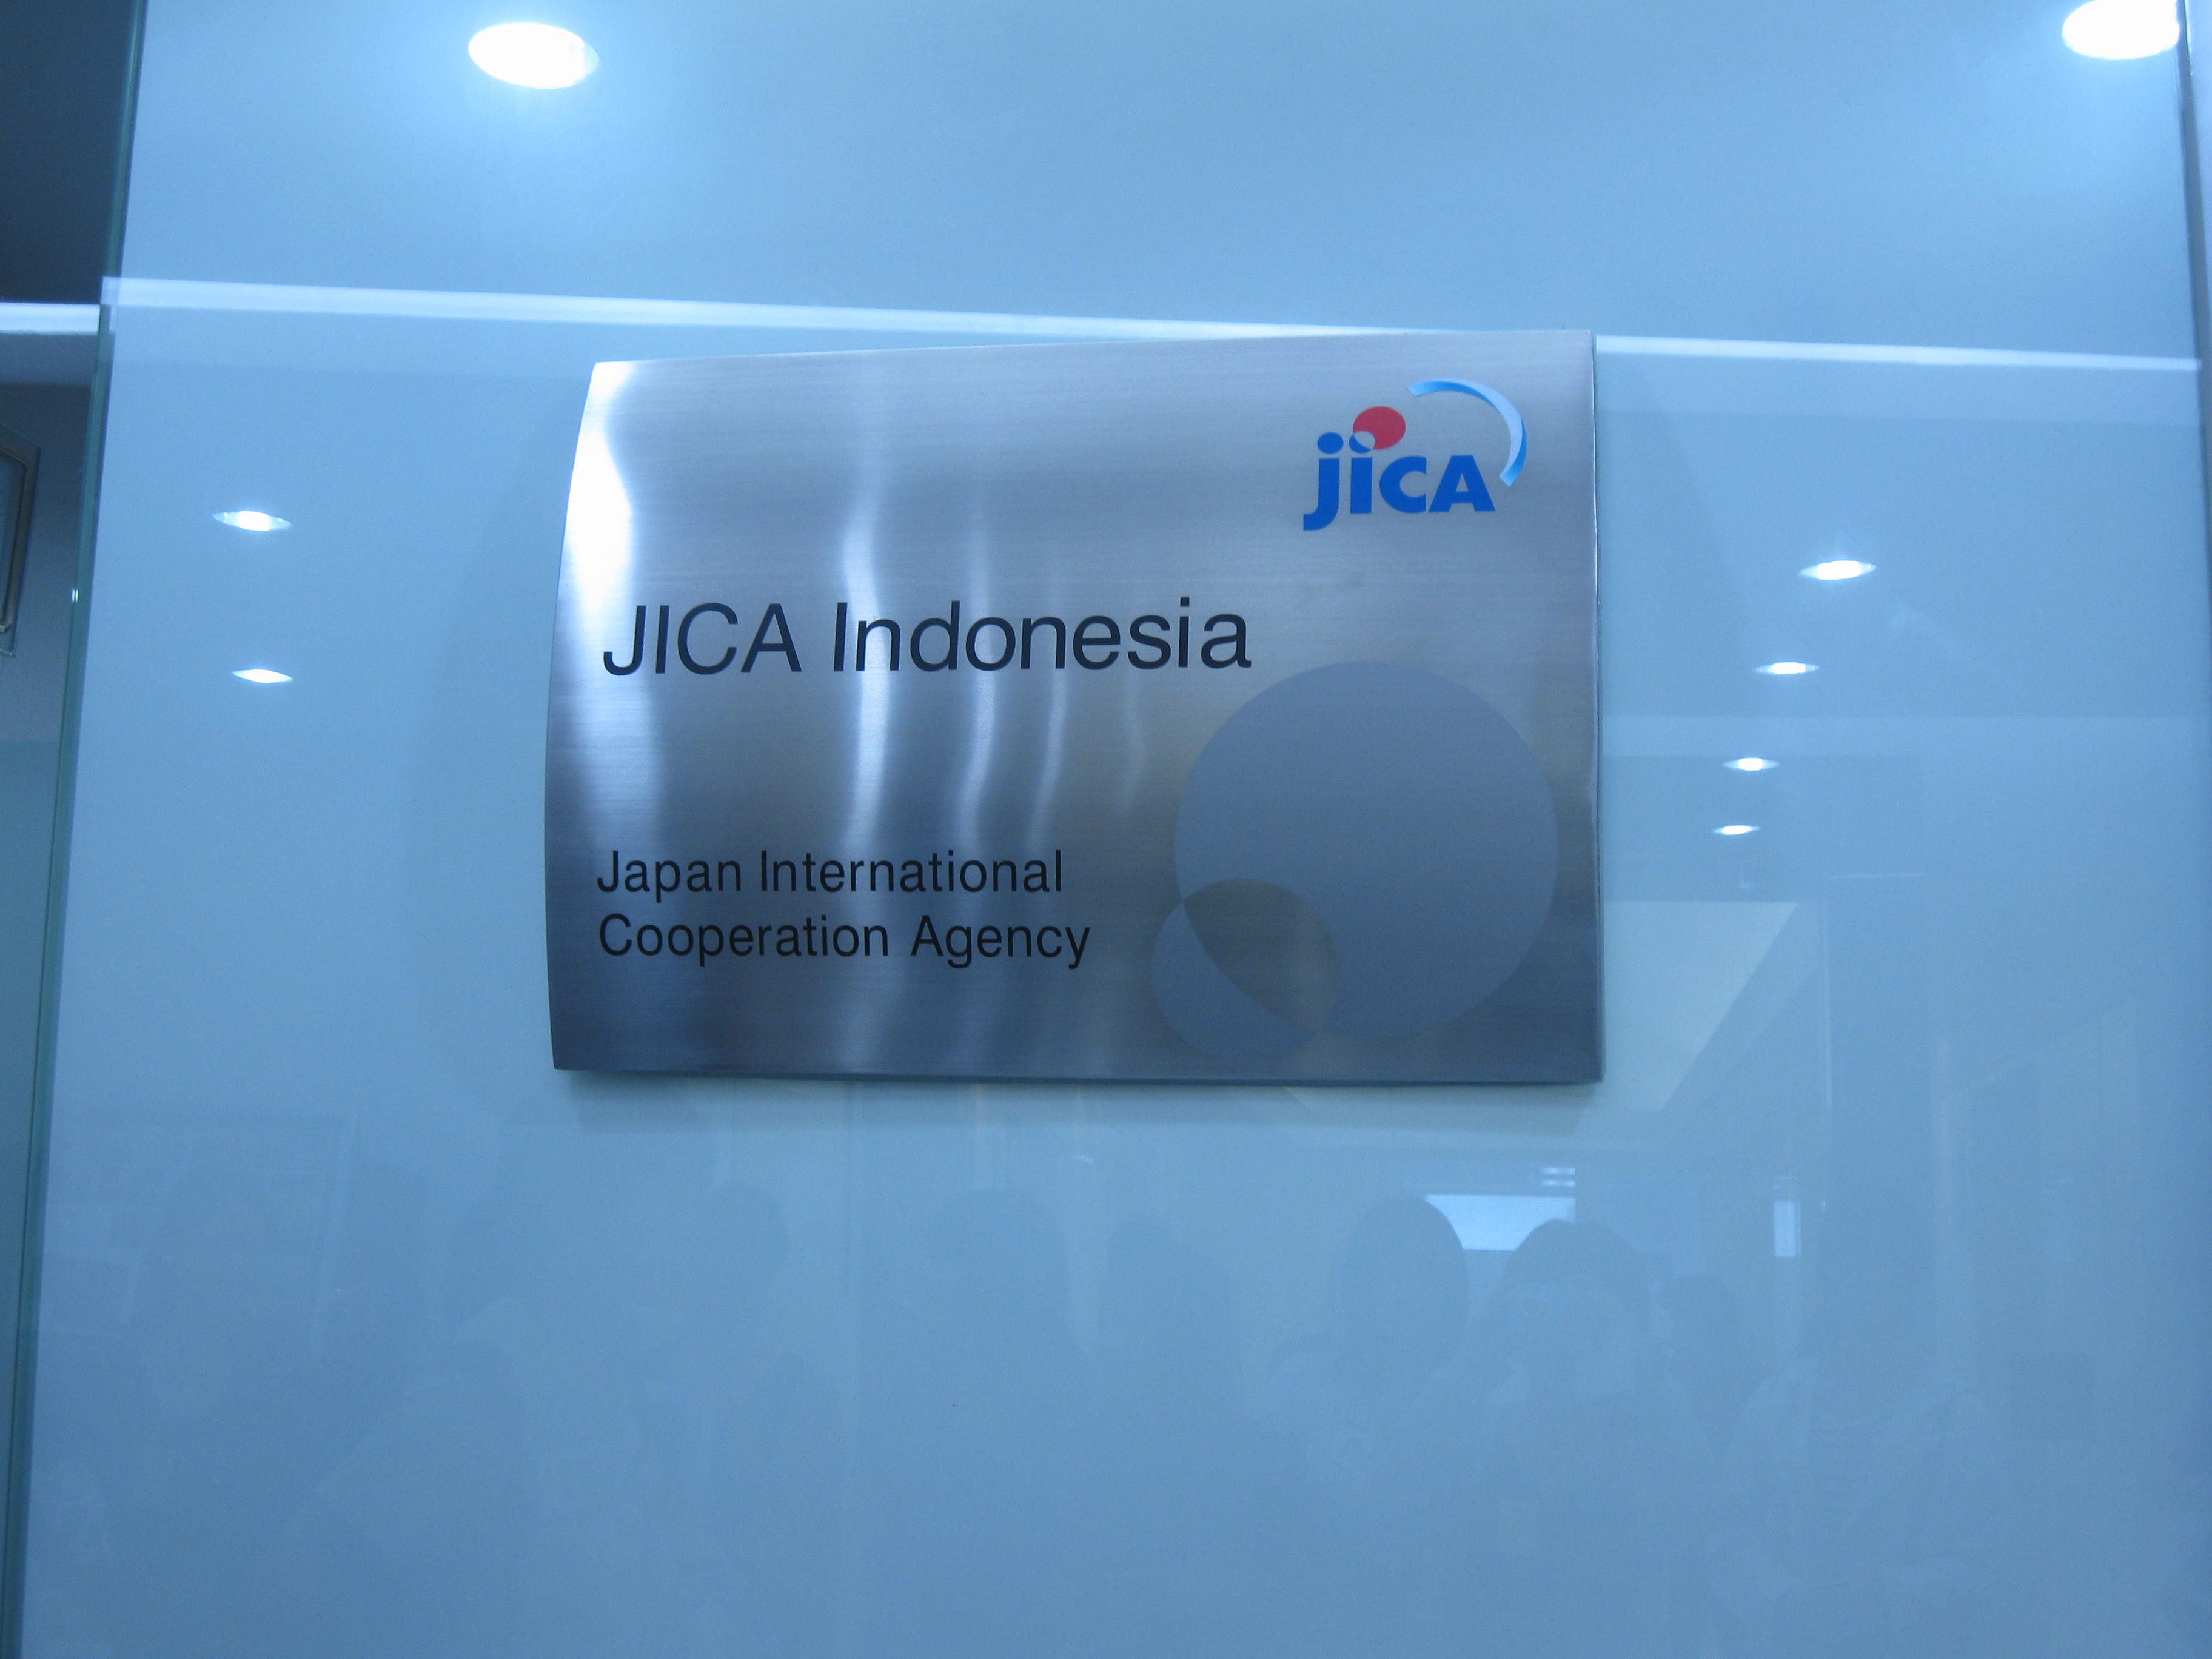 jica
JICA Indonesia
Japan International
Cooperation Agency